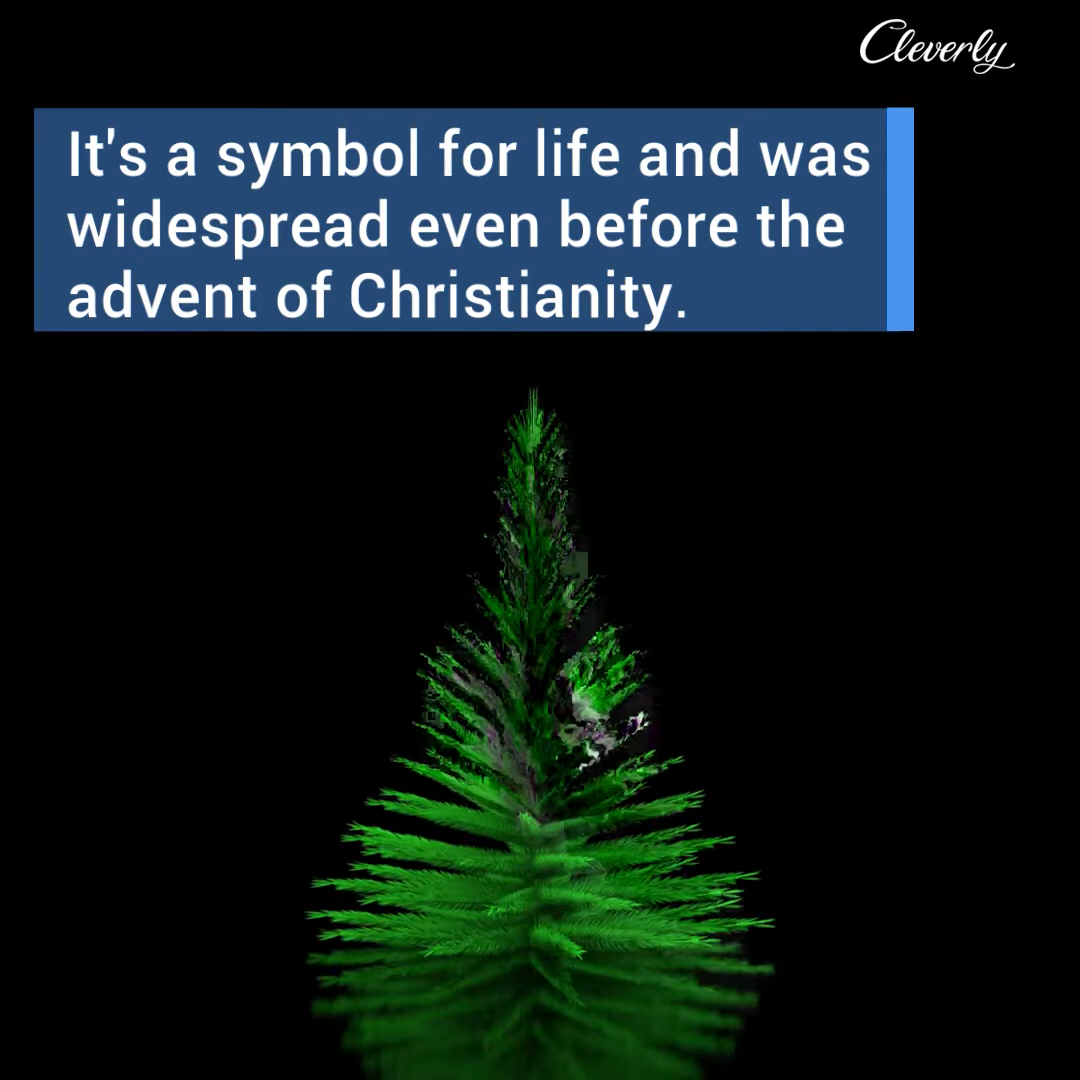 Cleverly
It's a symbol for life and was
widespread even before the
advent of Christianity.